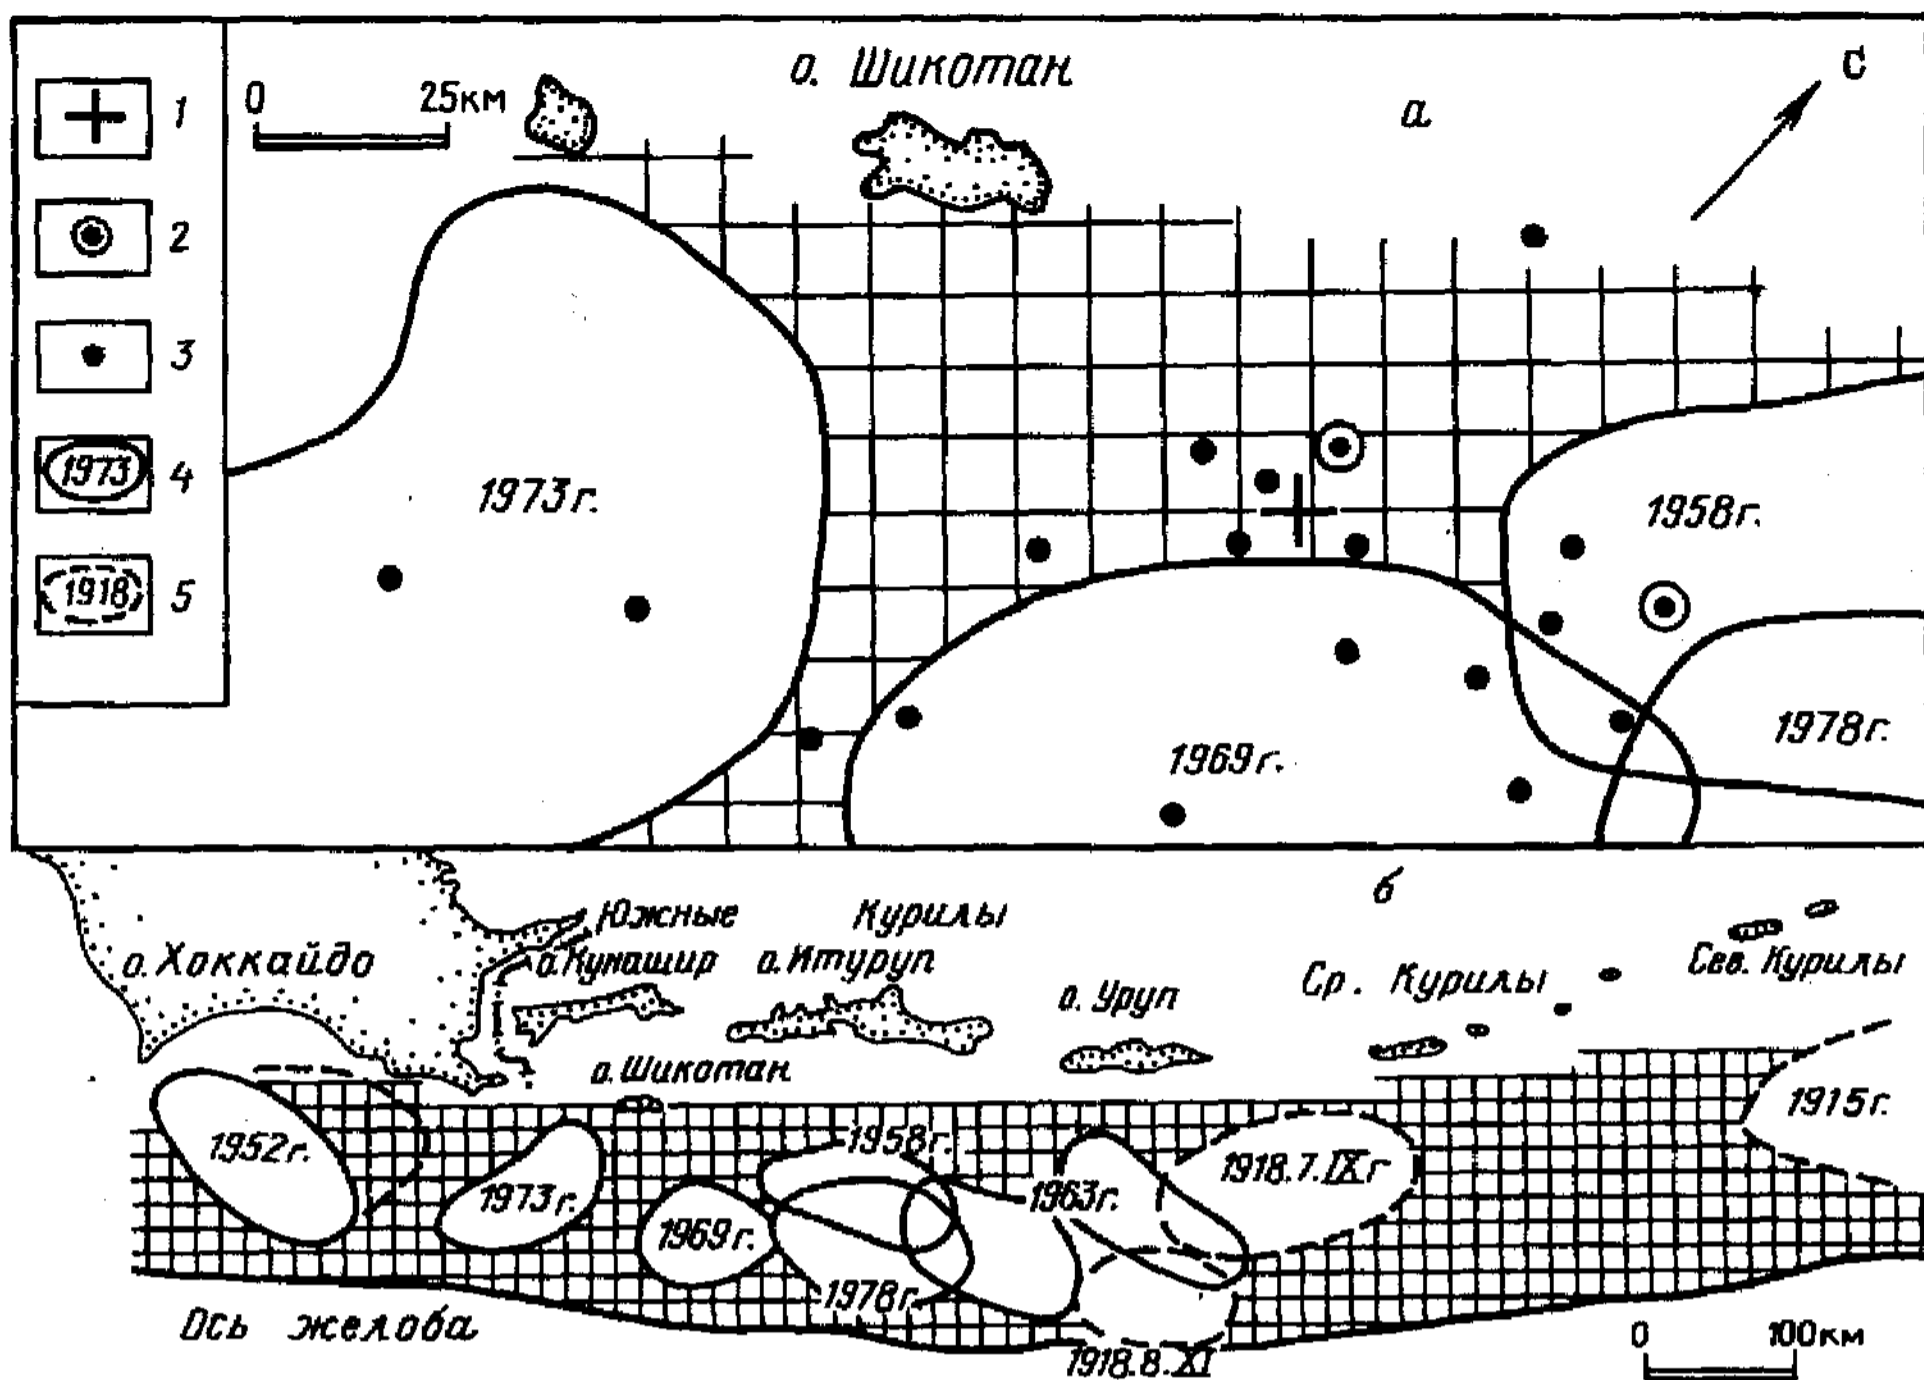 о. Шикотан
С
а
0 25км
1
2
3
1973 4
1918 5
1973г.
1958г.
1969г.
1978г.
б
Южные Курилы
о. Хоккайдо
о. Кунашир
о. Итуруп
о. Уруп
Ср. Курилы
Сев. Курилы
о. Шикотан
1952г.
1973г.
1969г.
1958г.
1978г.
1963г.
1918.7.IXг
1915г.
Ось желоба
1918.8.XI
0 100км